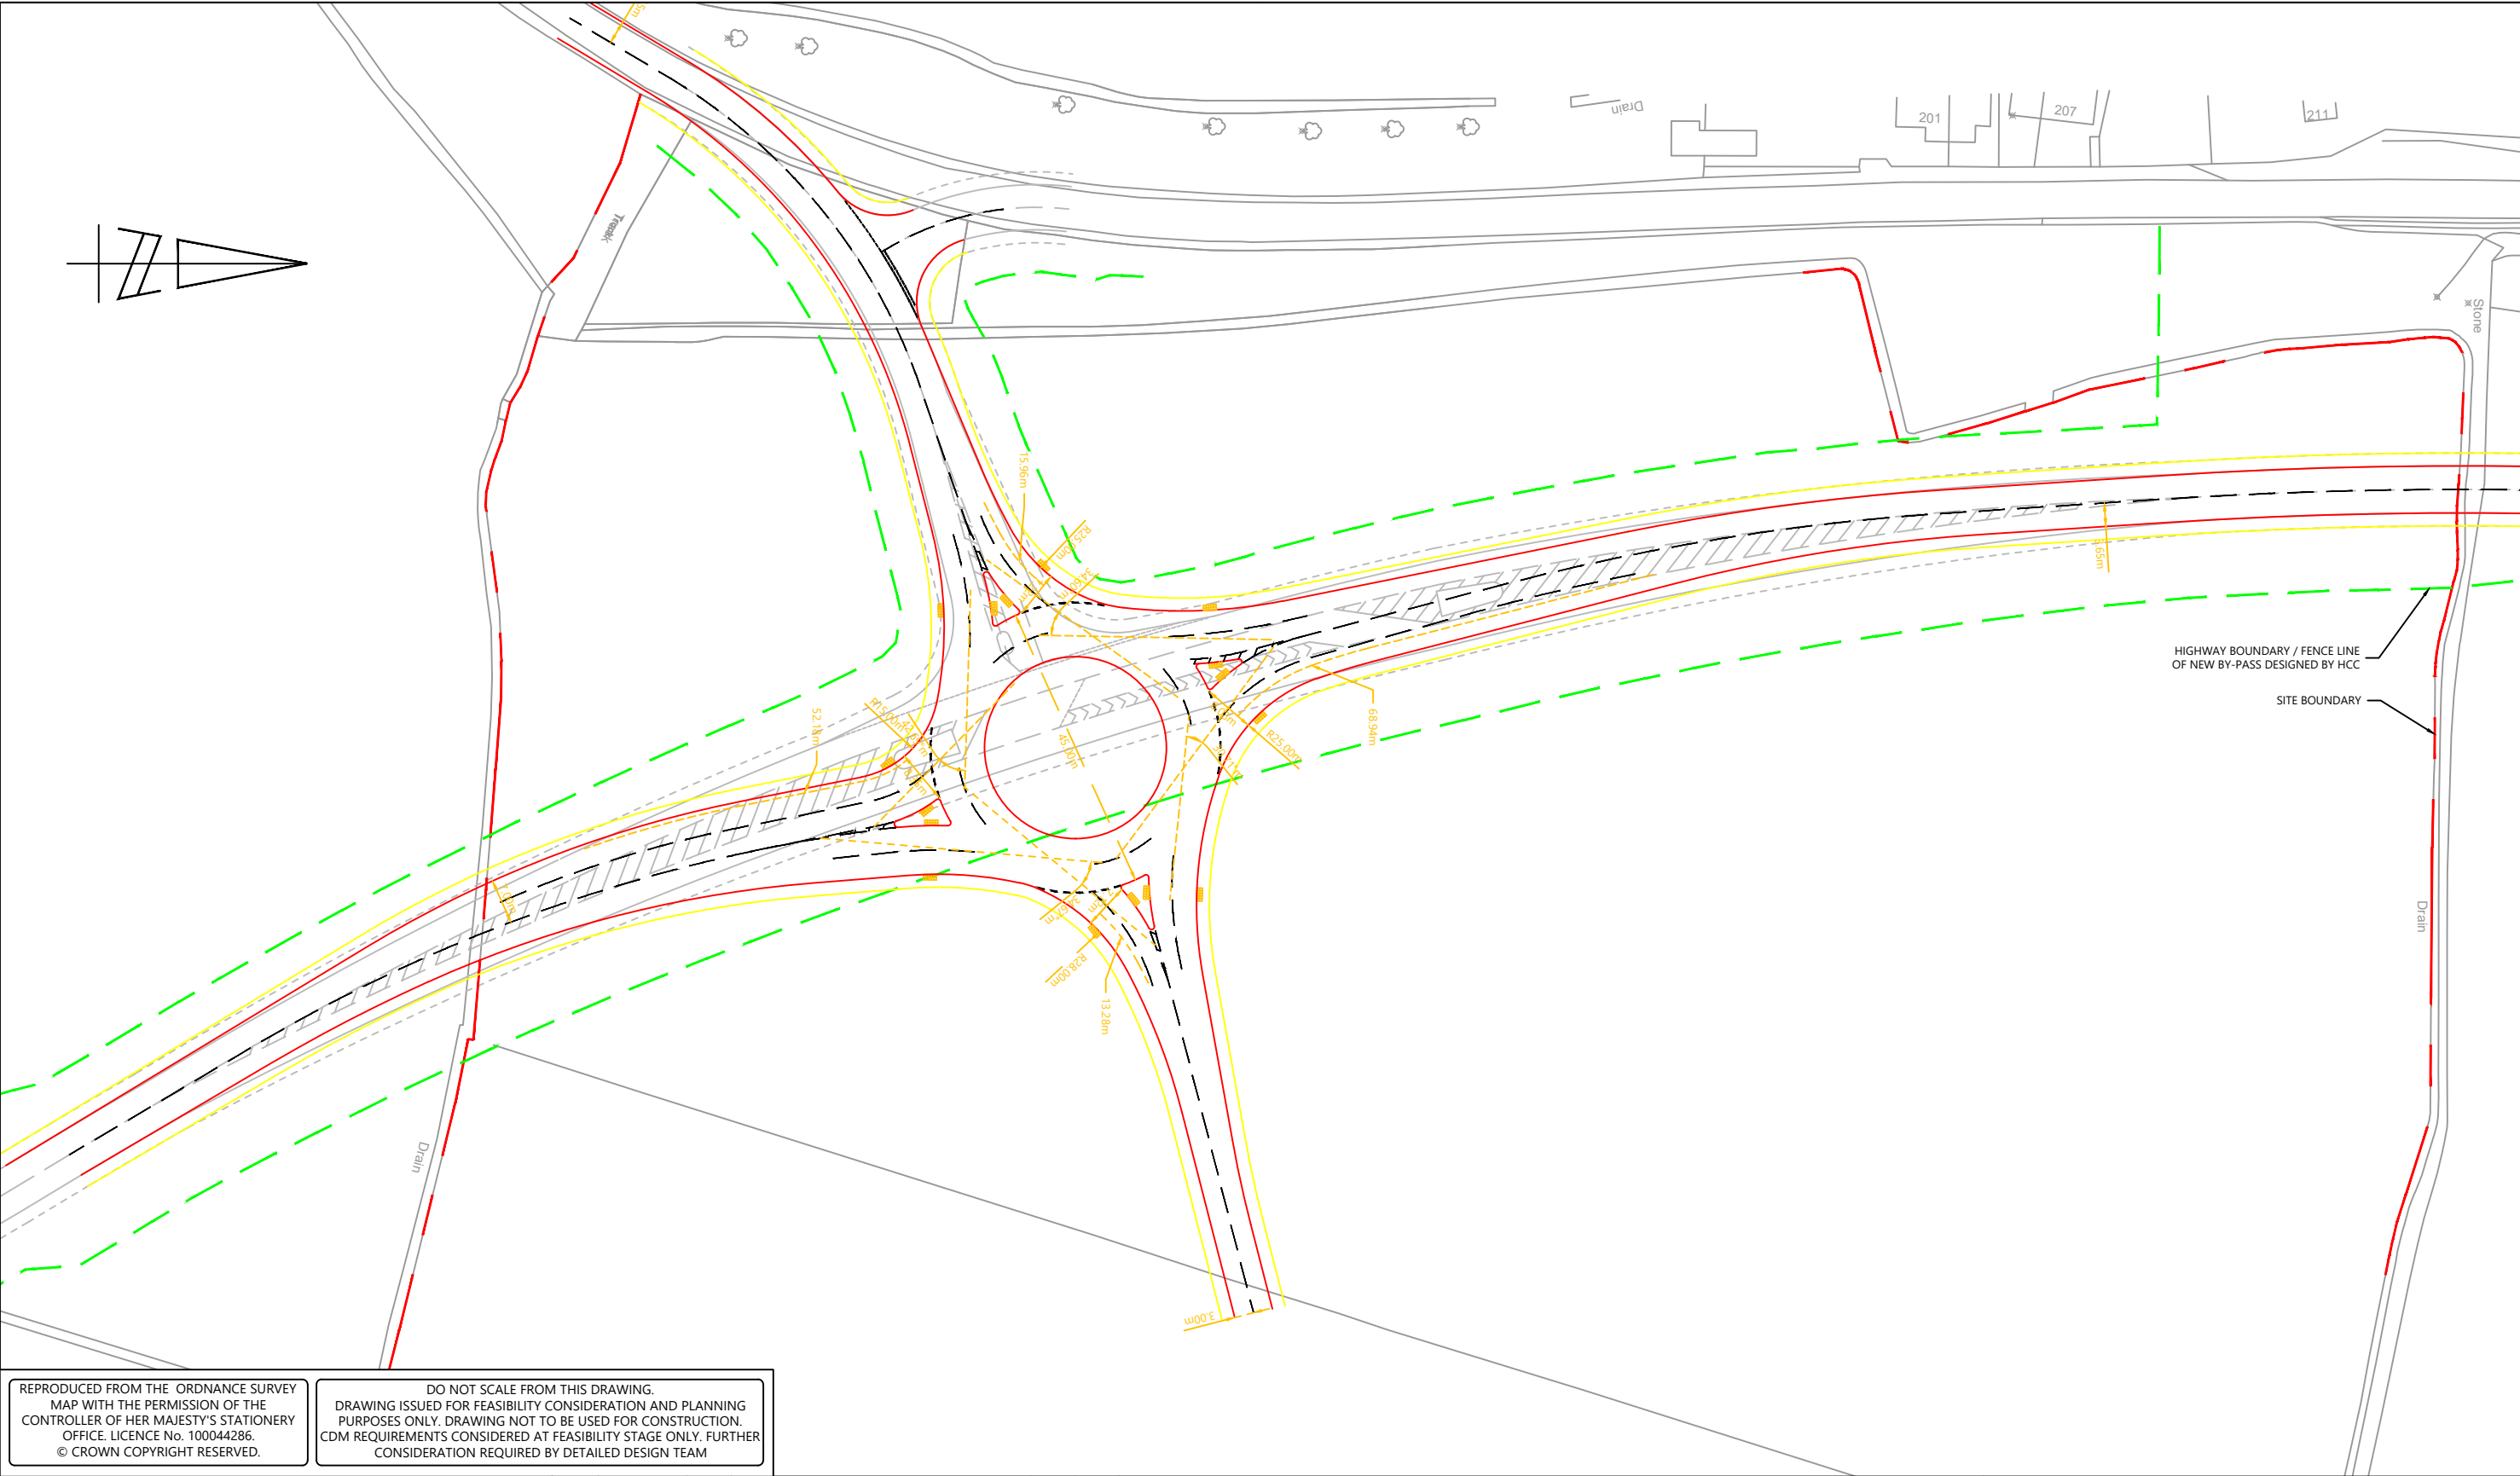 Drain
201
207
211
Stone
Track
15.96m
R25.00m
34.60m
3.65m
HIGHWAY BOUNDARY / FENCE LINE
OF NEW BY-PASS DESIGNED BY HCC
SITE BOUNDARY
52.18m
R15.00m
45.00m
R25.00m
68.94m
R28.00m
13.28m
Drain
Drain
3.00m
REPRODUCED FROM THE ORDNANCE SURVEY
MAP WITH THE PERMISSION OF THE
CONTROLLER OF HER MAJESTY'S STATIONERY
OFFICE. LICENCE No. 100044286.
© CROWN COPYRIGHT RESERVED.
DO NOT SCALE FROM THIS DRAWING.
DRAWING ISSUED FOR FEASIBILITY CONSIDERATION AND PLANNING
PURPOSES ONLY. DRAWING NOT TO BE USED FOR CONSTRUCTION.
CDM REQUIREMENTS CONSIDERED AT FEASIBILITY STAGE ONLY. FURTHER
CONSIDERATION REQUIRED BY DETAILED DESIGN TEAM